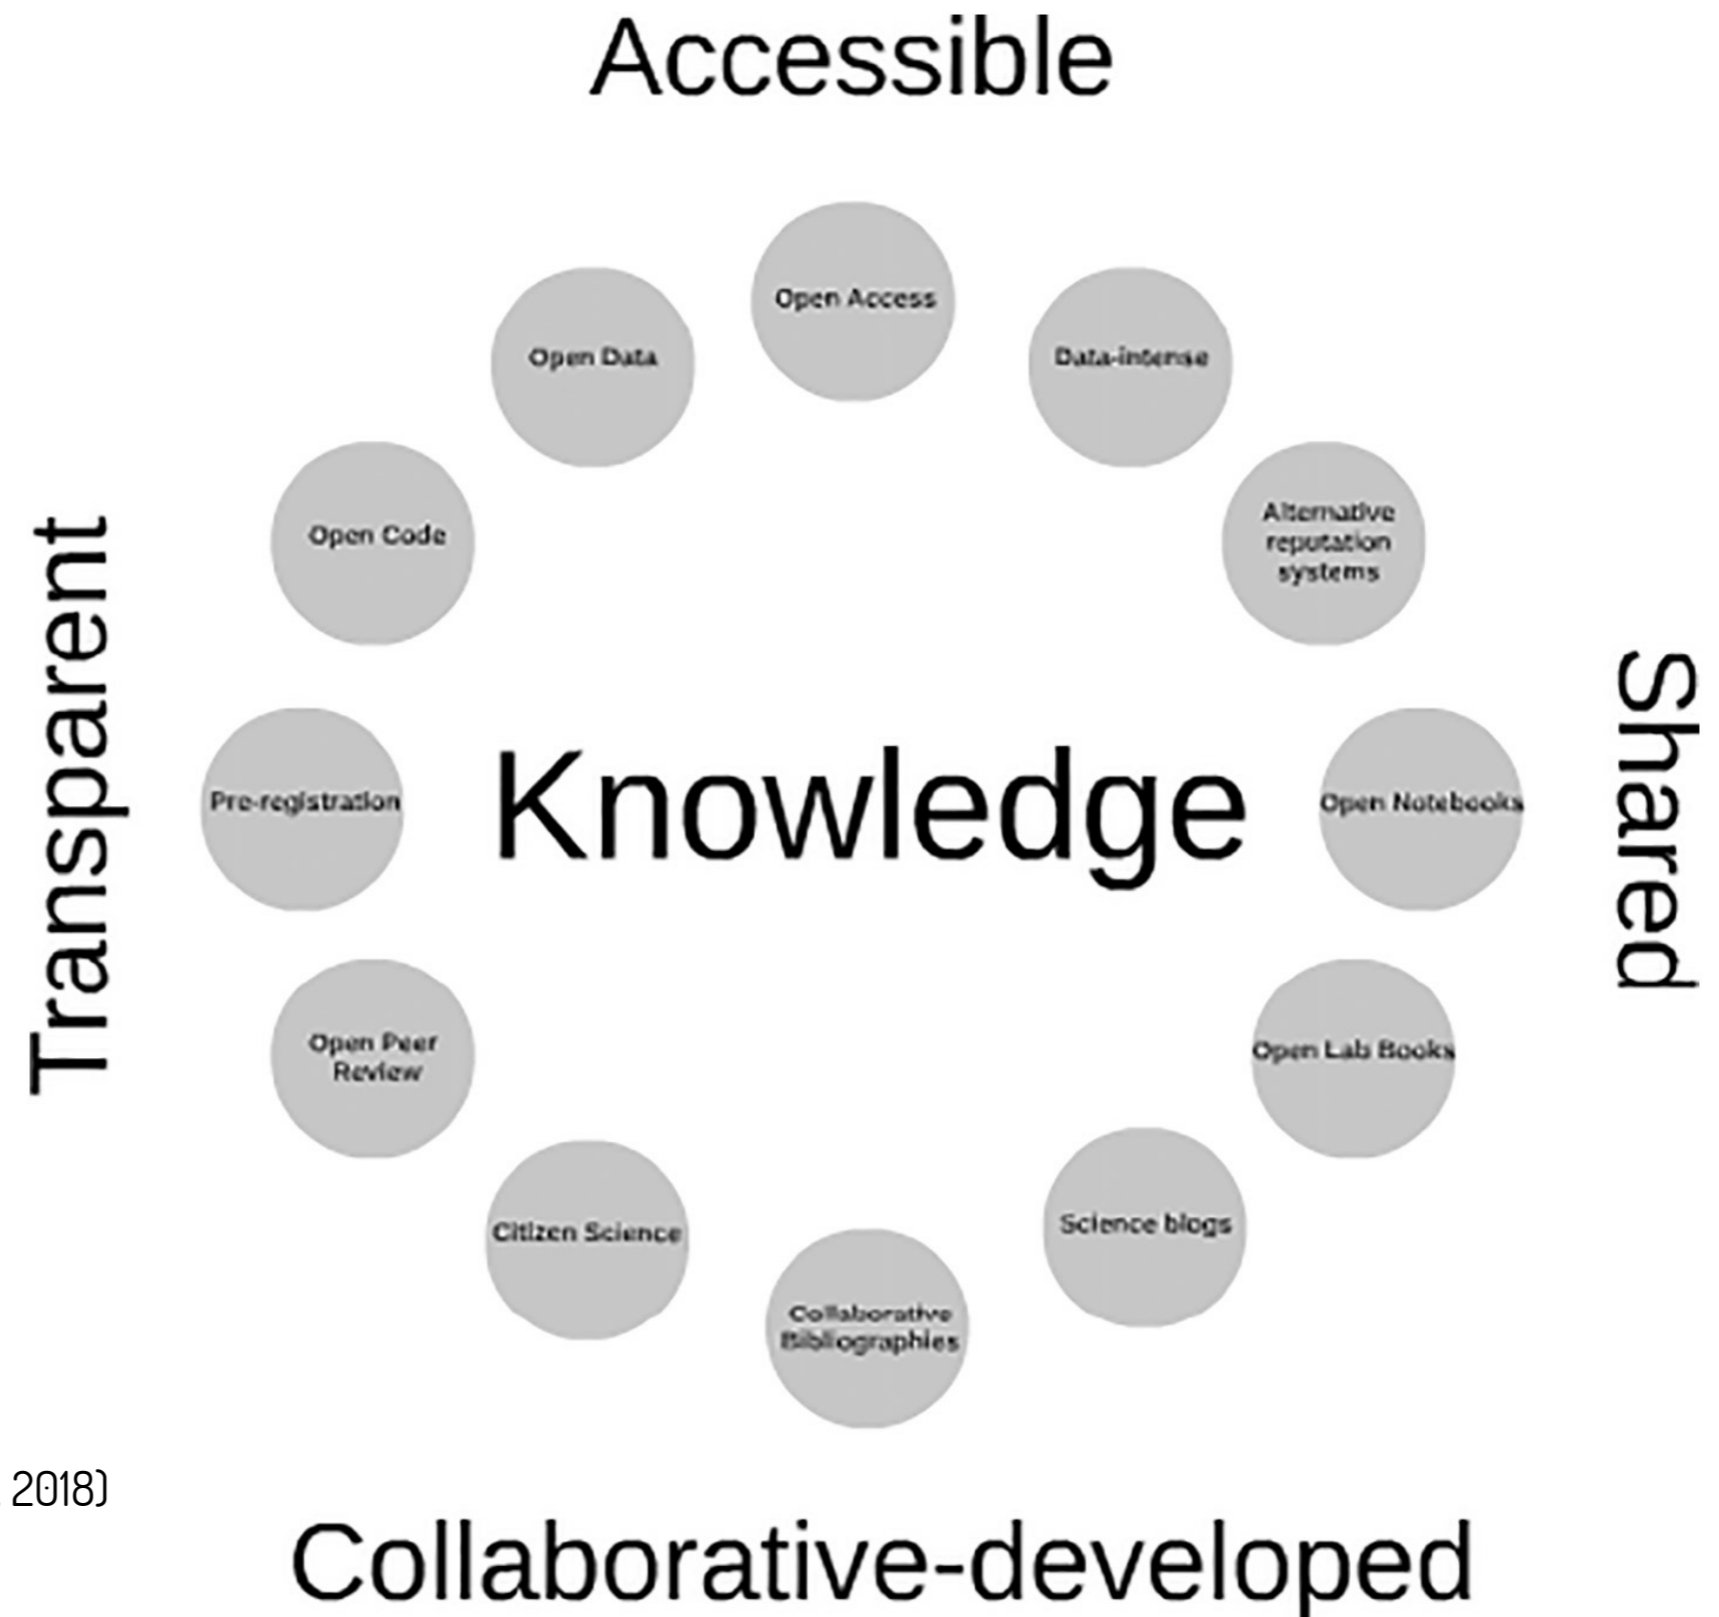 Accessible
Open Access
Open Data
Data-intense
Open Code
Alternative
reputation
systems
Transparent
Shared
Pre-registration
Knowledge
Open Notebooks
Open Peer
Review
Open Lab Books
Citizen Science
Science blogs
Collaborative
Bibliographies
2018)
Collaborative-developed